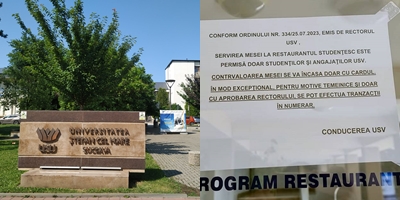 UNIVERSITATEA
ȘTEFAN CEL MARE
SUCEAVA
USV
CONFORM ORDINULUI NR. 334/25.07.2023, EMIS DE RECTORUL
USV ,
SERVIREA MESEI LA RESTAURANTUL STUDENȚESC ESTE
PERMISĂ DOAR STUDENȚILOR ȘI ANGAJAȚILOR USV.
CONTRVALOAREA MESEI SE VA ÎNCASA DOAR CU CARDUL.
ÎN MOD EXCEPȚIONAL, PENTRU MOTIVE TEMEINICE ȘI DOAR
CU APROBAREA RECTORULUI, SE POT EFECTUA TRANZACȚII
ÎN NUMERAR.
CONDUCEREA USV
ROGRAM RESTAURANT